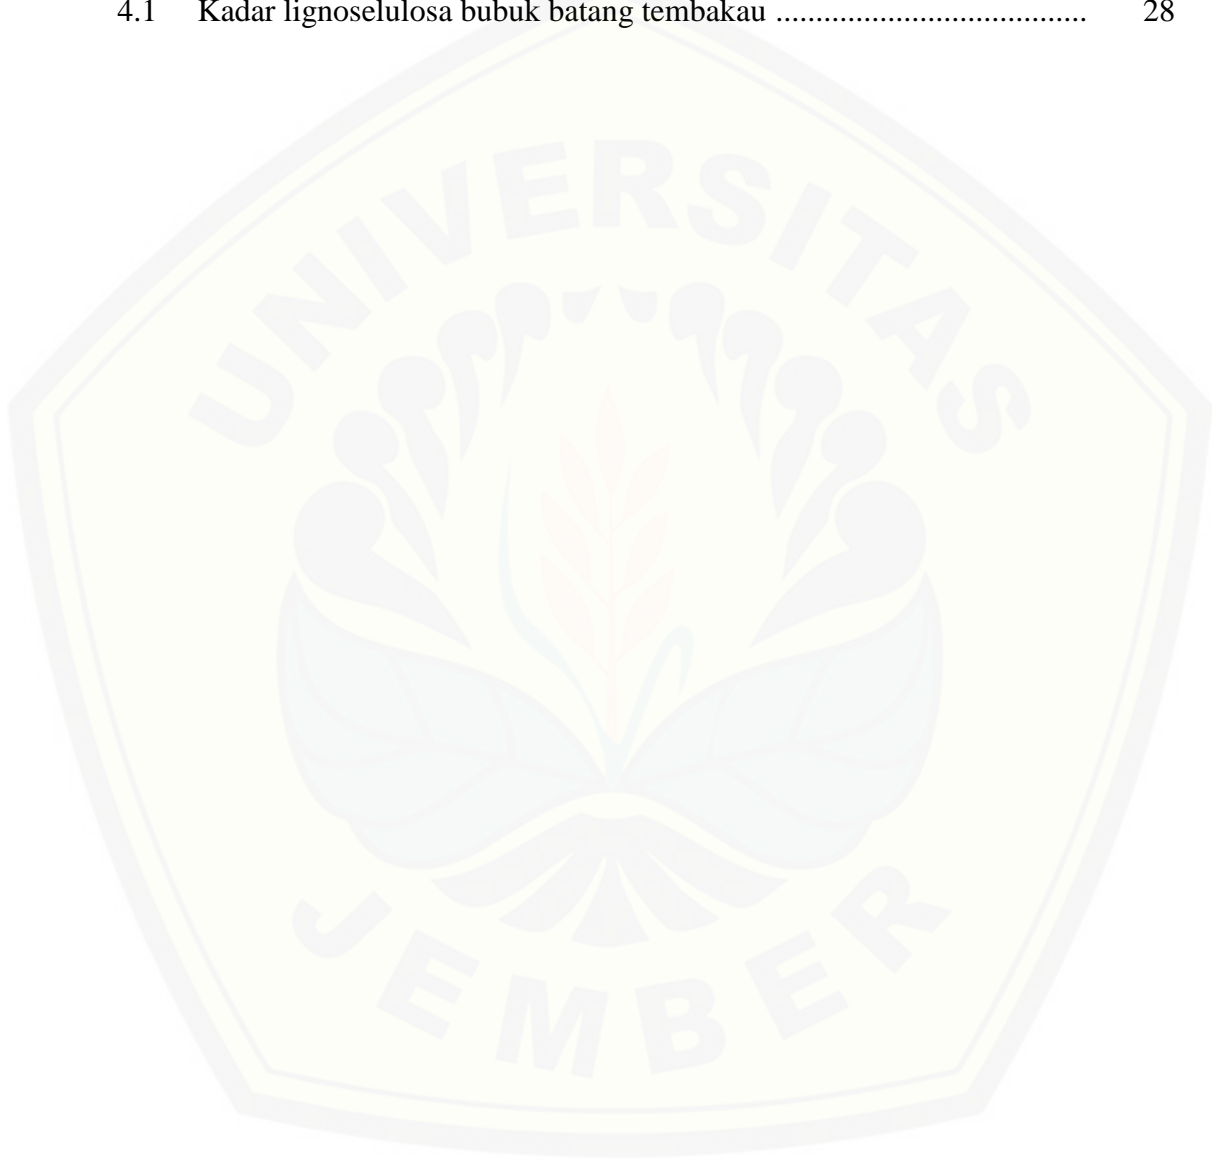 4.1 Kadar lignoselulosa bubuk batang tembakau ....................................... 28
UNIVERSITAS
JEMBER